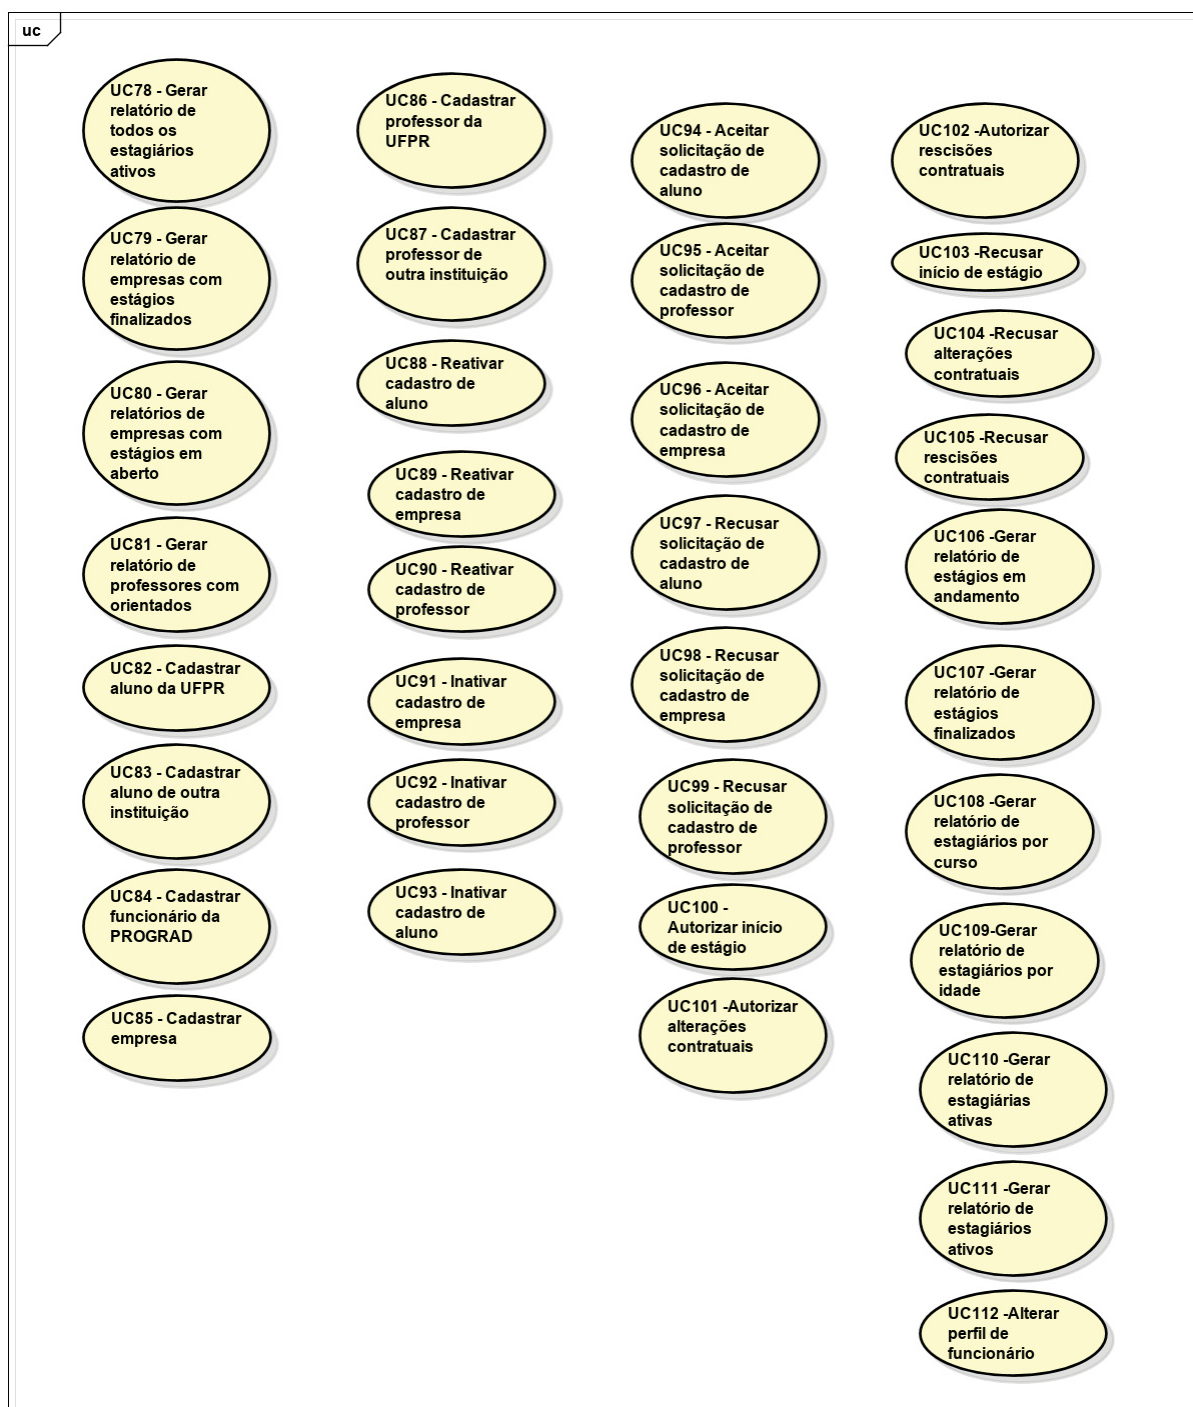 uc
UC78 - Gerar
relatório de
todos os
estagiários
ativos
UC79 - Gerar
relatório de
empresas com
estágios
finalizados
UC80 - Gerar
relatórios de
empresas com
estágios em
aberto
UC81 - Gerar
relatório de
professores com
orientados
UC82 - Cadastrar
aluno da UFPR
UC83 - Cadastrar
aluno de outra
instituição
UC84 - Cadastrar
funcionário da
PROGRAD
UC85 - Cadastrar
empresa
UC86 - Cadastrar
professor da
UFPR
UC87 - Cadastrar
professor de
outra instituição
UC88 - Reativar
cadastro de
aluno
UC89 - Reativar
cadastro de
empresa
UC90 - Reativar
cadastro de
professor
UC91 - Inativar
cadastro de
empresa
UC92 - Inativar
cadastro de
professor
UC93 - Inativar
cadastro de
aluno
UC94 - Aceitar
solicitação de
cadastro de
aluno
UC95 - Aceitar
solicitação de
cadastro de
professor
UC96 - Aceitar
solicitação de
cadastro de
empresa
UC97 - Recusar
solicitação de
cadastro de
aluno
UC98 - Recusar
solicitação de
cadastro de
empresa
UC99 - Recusar
solicitação de
cadastro de
professor
UC100 -
Autorizar início
de estágio
UC101 -Autorizar
alterações
contratuais
UC102 -Autorizar
rescisões
contratuais
UC103 -Recusar
início de estágio
UC104 -Recusar
alterações
contratuais
UC105 -Recusar
rescisões
contratuais
UC106 -Gerar
relatório de
estágios em
andamento
UC107 -Gerar
relatório de
estágios
finalizados
UC108 -Gerar
relatório de
estagiários por
curso
UC109-Gerar
relatório de
estagiários por
idade
UC110 -Gerar
relatório de
estagiárias
ativas
UC111 -Gerar
relatório de
estagiários
ativos
UC112 -Alterar
perfil de
funcionário